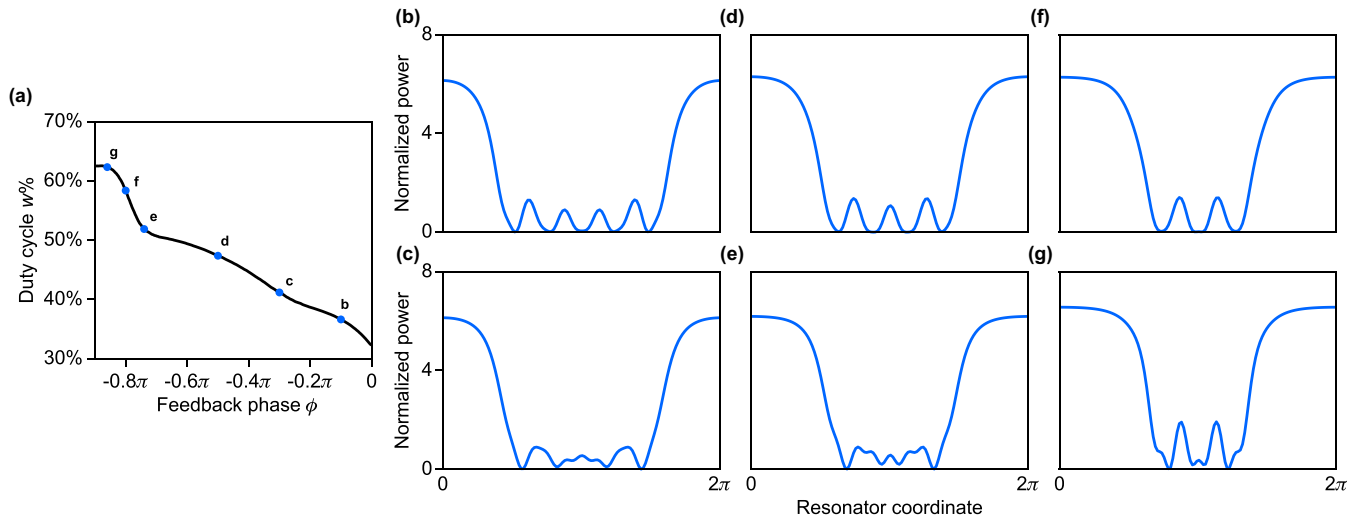 (a)
70%
60%
50%
40%
30%
Duty cycle w%
g
f
e
d
c
b
-0.8π
-0.6π
-0.4π
-0.2π
0
Feedback phase ϕ
(b)
(d)
(f)
8
4
0
Normalized power
(c)
(e)
(g)
8
4
0
Normalized power
0
2π
0
2π
0
2π
Resonator coordinate